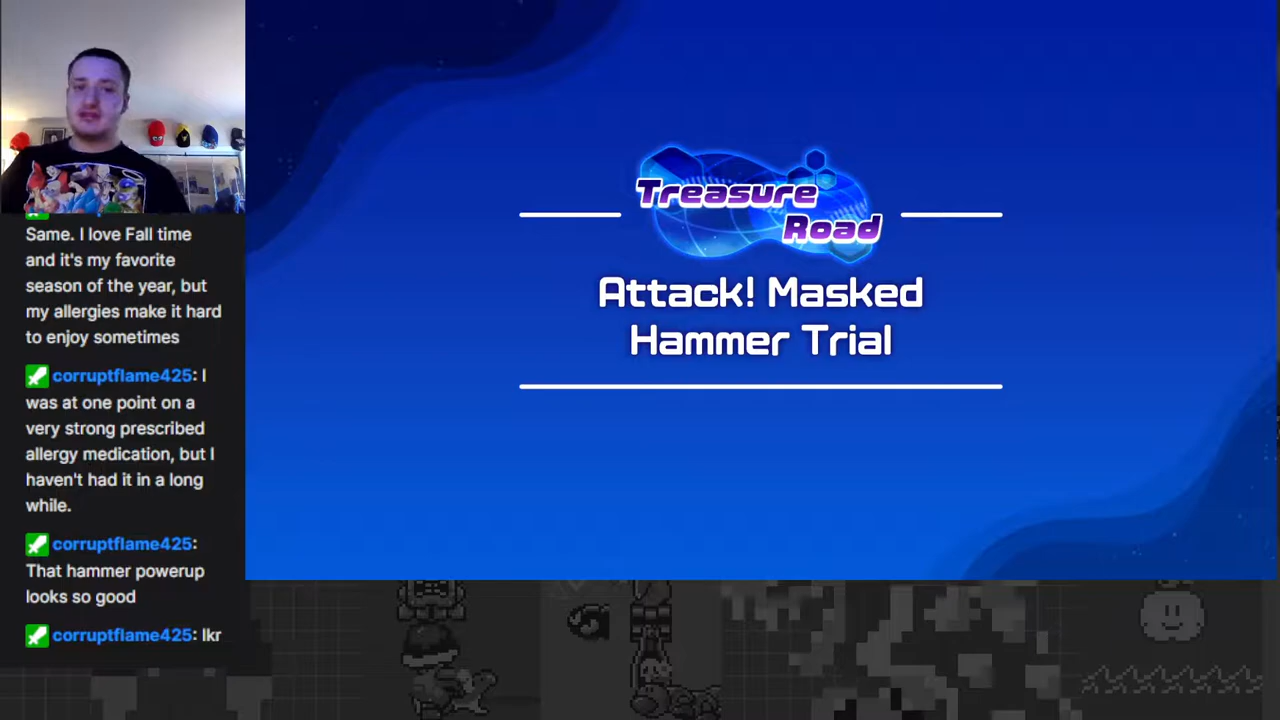 Same. I love Fall time
and it's my favorite
season of the year, but
my allergies make it hard
to enjoy sometimes
corruptflame425: I
was at one point on a
very strong prescribed
allergy medication, but I
haven't had it in a long
while.
corruptflame425:
That hammer powerup
looks so good
corruptflame425: Ikr
Treasure
Road
Attack! Masked
Hammer Trial